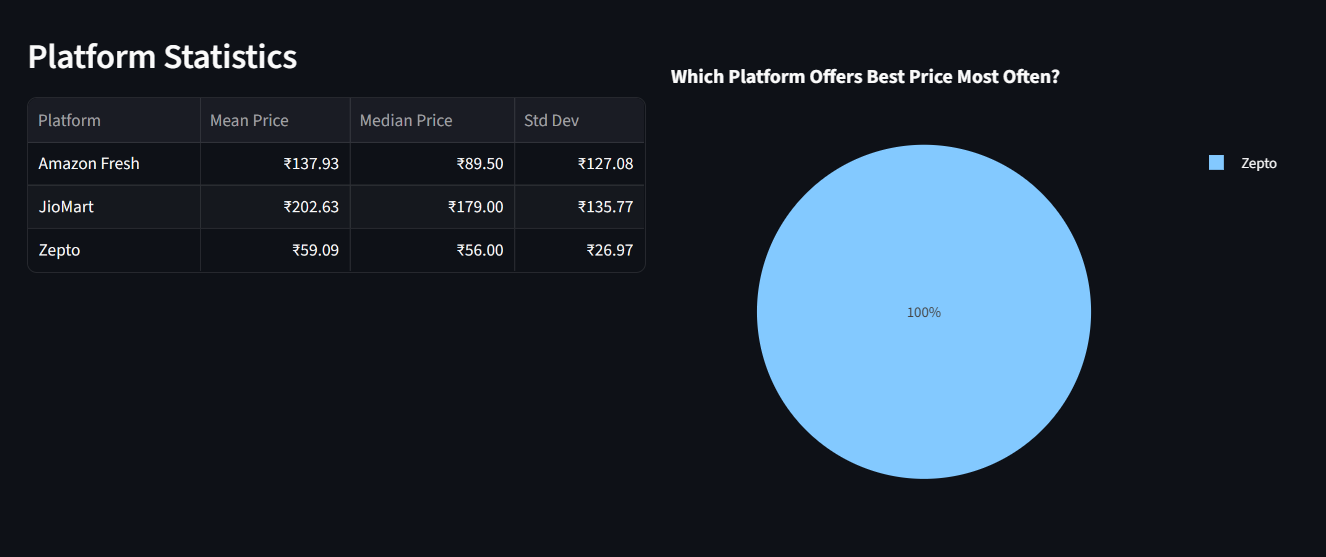 Platform Statistics
Which Platform Offers Best Price Most Often?
Platform Mean Price Median Price Std Dev
Amazon Fresh ₹137.93 ₹89.50 ₹127.08
JioMart ₹202.63 ₹179.00 ₹135.77
Zepto ₹59.09 ₹56.00 ₹26.97
Zepto
100%